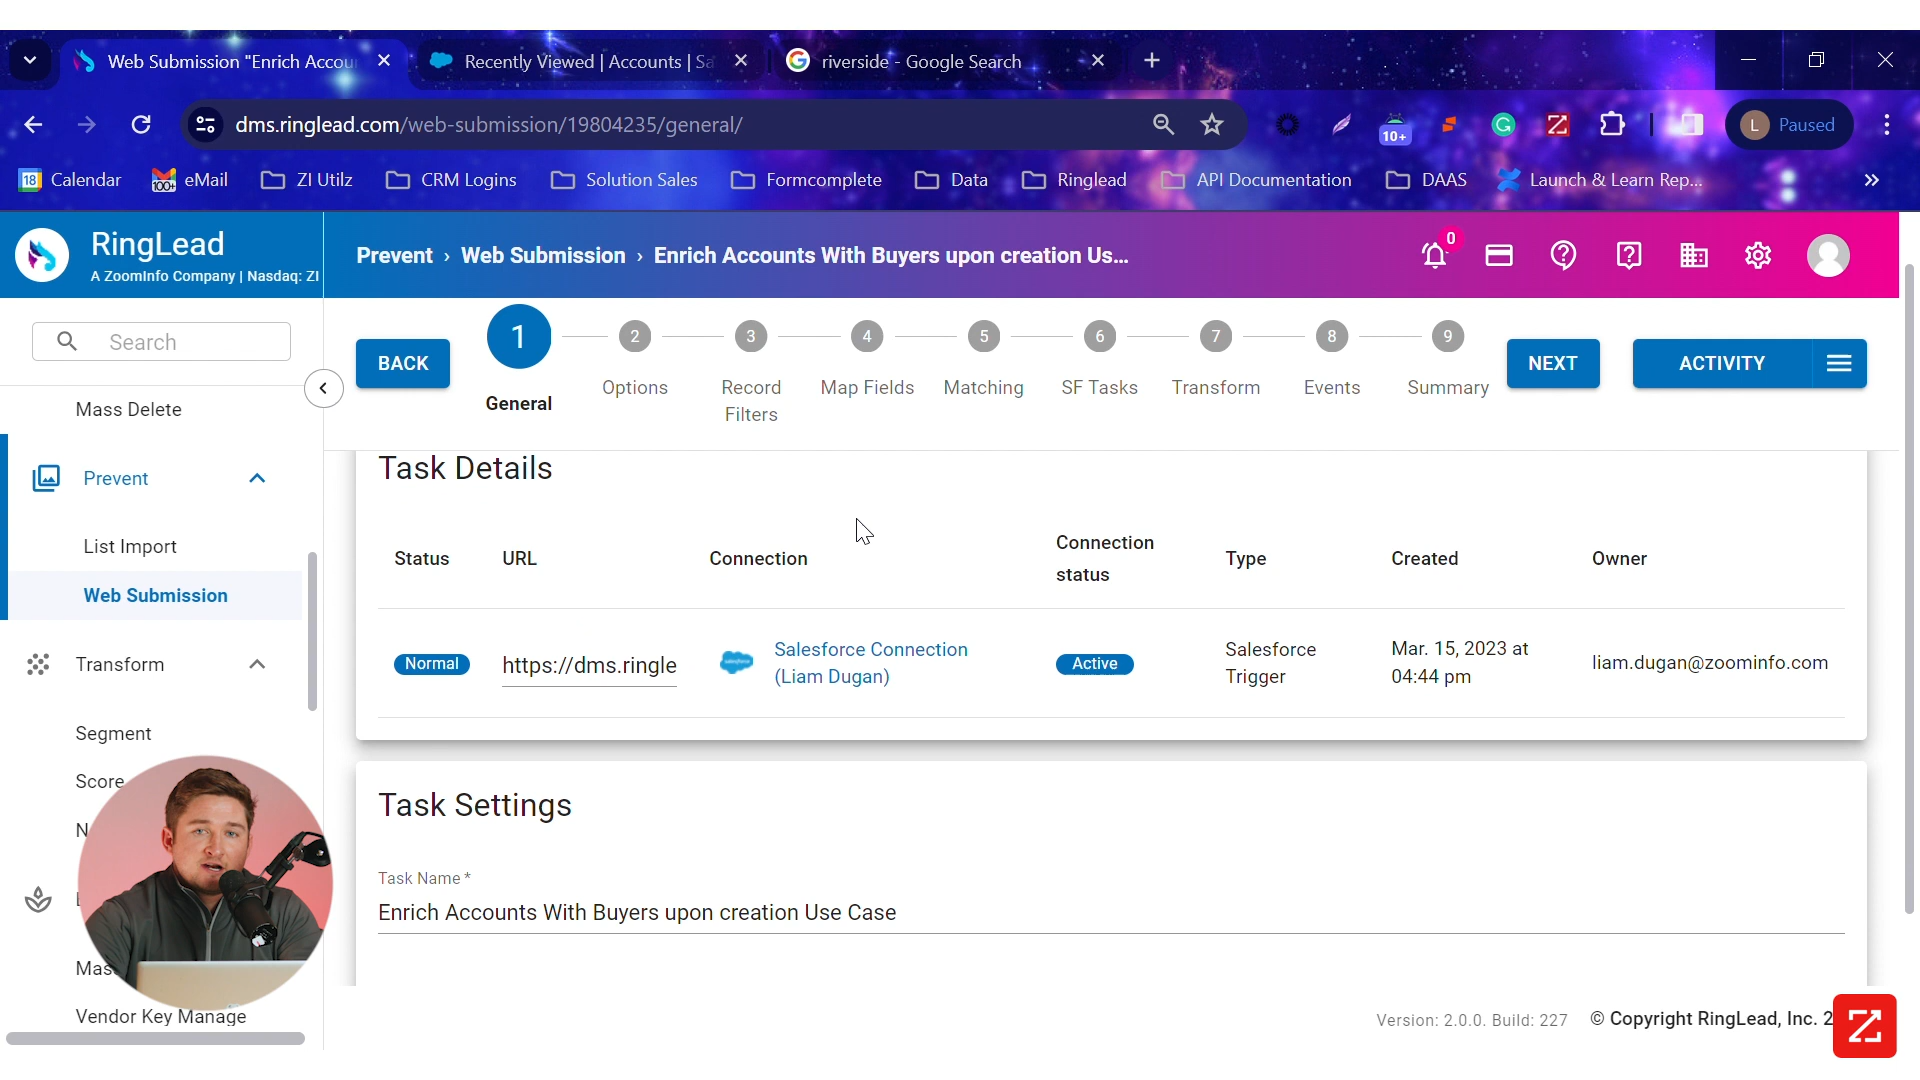 Web Submission "Enrich Accou
Recently Viewed | Accounts | Sa
riverside - Google Search
dms.ringlead.com/web-submission/19804235/general/
10+
L Paused
18 Calendar
100+ eMail
ZI Utilz
CRM Logins
Solution Sales
Formcomplete
Data
Ringlead
API Documentation
DAAS
Launch & Learn Rep...
RingLead
A ZoomInfo Company | Nasdaq: ZI
Prevent › Web Submission › Enrich Accounts With Buyers upon creation Us...
0
Search
BACK
1 2 3 4 5 6 7 8 9
General
Options
Record
Filters
Map Fields
Matching
SF Tasks
Transform
Events
Summary
NEXT
ACTIVITY
Mass Delete
Prevent
List Import
Web Submission
Transform
Segment
Score
N
Mas
Vendor Key Manage
Task Details
Status
URL
Connection
Connection
status
Type
Created
Owner
Normal
https://dms.ringle
salesforce
Salesforce Connection
(Liam Dugan)
Active
Salesforce
Trigger
Mar. 15, 2023 at
04:44 pm
liam.dugan@zoominfo.com
Task Settings
Task Name *
Enrich Accounts With Buyers upon creation Use Case
Version: 2.0.0. Build: 227
© Copyright RingLead, Inc. 2